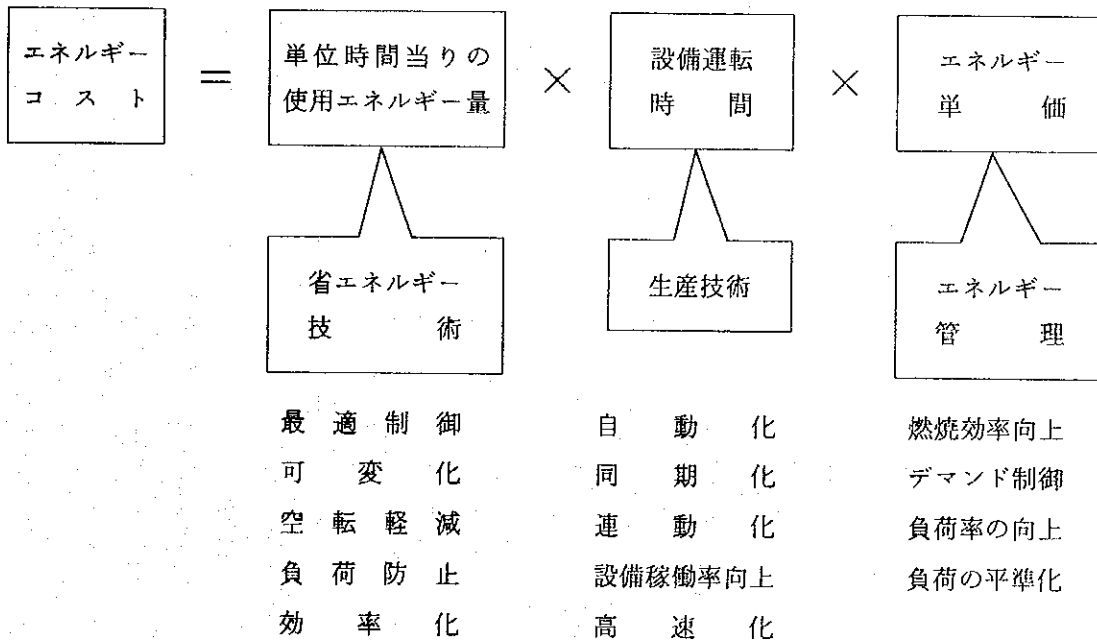 エネルギー
コスト
＝
単位時間当りの
使用エネルギー量
×
設備運転
時間
×
エネルギー
単価
省エネルギー
技術
生産技術
エネルギー
管理
最適制御
可変化
空転軽減
負荷防止
効率化
自動化
同期化
連動化
設備稼働率向上
高速化
燃焼効率向上
デマンド制御
負荷率の向上
負荷の平準化